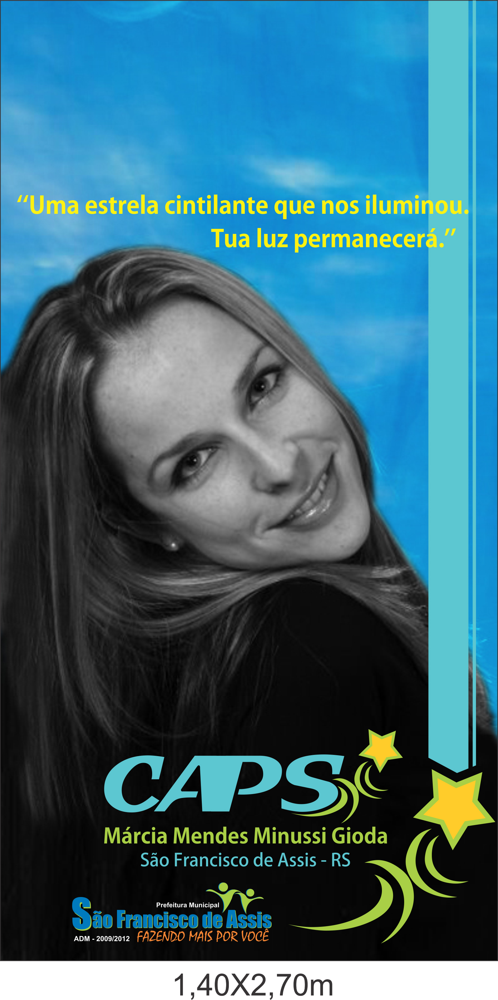 “Uma estrela cintilante que nos iluminou.
Tua luz permanecerá.”
CAPS
Márcia Mendes Minussi Gioda
São Francisco de Assis - RS
Prefeitura Municipal
São Francisco de Assis
ADM - 2009/2012 FAZENDO MAIS POR VOCÊ
1,40X2,70m